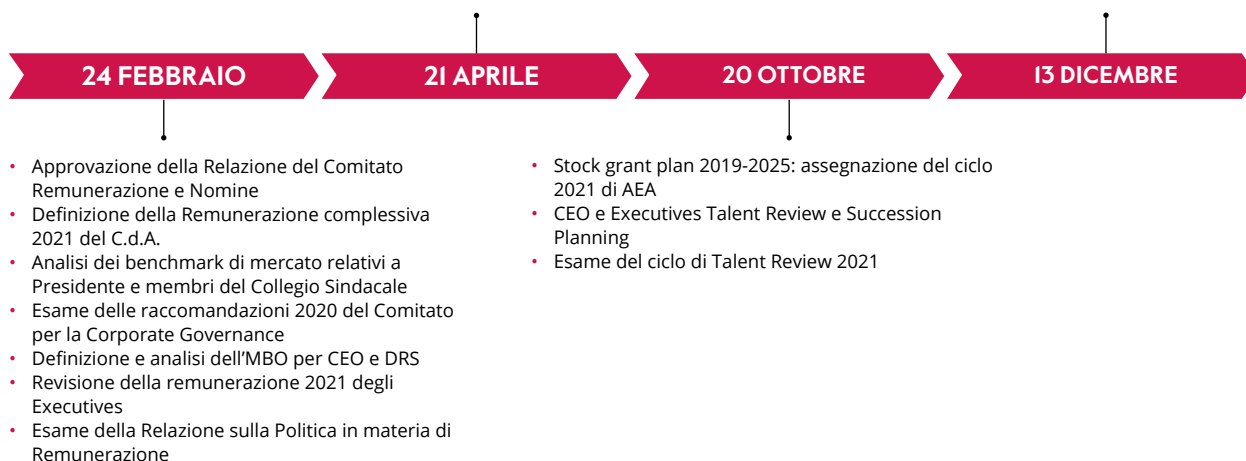 24 FEBBRAIO
21 APRILE
20 OTTOBRE
13 DICEMBRE
• Approvazione della Relazione del Comitato
Remunerazione e Nomine
• Definizione della Remunerazione complessiva
2021 del C.d.A.
• Analisi dei benchmark di mercato relativi a
Presidente e membri del Collegio Sindacale
• Esame delle raccomandazioni 2020 del Comitato
per la Corporate Governance
• Definizione e analisi dell’MBO per CEO e DRS
• Revisione della remunerazione 2021 degli
Executives
• Esame della Relazione sulla Politica in materia di
Remunerazione
• Stock grant plan 2019-2025: assegnazione del ciclo
2021 di AEA
• CEO e Executives Talent Review e Succession
Planning
• Esame del ciclo di Talent Review 2021